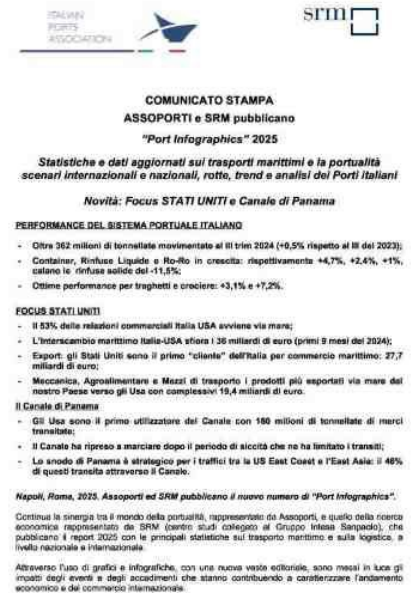 ITALIAN
PORTS
ASSOCIATION
srm
COMUNICATO STAMPA
ASSOPORTI e SRM pubblicano
"Port Infographics" 2025
Statistiche e dati aggiornati sui trasporti marittimi e la portualità
scenari internazionali e nazionali, rotte, trend e analisi dei Porti italiani
Novità: Focus STATI UNITI e Canale di Panama
PERFORMANCE DEL SISTEMA PORTUALE ITALIANO
- Oltre 362 milioni di tonnellate movimentate al III trim 2024 (+0,5% rispetto al III del 2023);
- Container, Rinfuse Liquide e Ro-Ro in crescita: rispettivamente +4,7%, +2,4%, +1%,
calano le rinfuse solide del -11,5%;
- Ottime performance per traghetti e crociere: +3,1% e +7,2%.
FOCUS STATI UNITI
- Il 53% delle relazioni commerciali Italia USA avviene via mare;
- L'Interscambio marittimo Italia-USA sfiora i 36 miliardi di euro (primi 9 mesi del 2024);
- Export: gli Stati Uniti sono il primo "cliente" dell'Italia per commercio marittimo: 27,7
miliardi di euro;
- Meccanica, Agroalimentare e Mezzi di trasporto i prodotti più esportati via mare dal
nostro Paese verso gli Usa con complessivi 19,4 miliardi di euro.
Il Canale di Panama
- Gli Usa sono il primo utilizzatore del Canale con 160 milioni di tonnellate di merci
transitate;
- Il Canale ha ripreso a marciare dopo il periodo di siccità che ne ha limitato i transiti;
- Lo snodo di Panama è strategico per i traffici tra la US East Coast e l'East Asia: il 46%
di questi transita attraverso il Canale.
Napoli, Roma, 2025. Assoporti ed SRM pubblicano il nuovo numero di "Port Infographics".
Continua la sinergia tra il mondo della portualità, rappresentato da Assoporti, e quello della ricerca
economica rappresentato da SRM (centro studi collegato al Gruppo Intesa Sanpaolo), che
pubblicano il report 2025 con le principali statistiche sul trasporto marittimo e sulla logistica, a
livello nazionale e internazionale.
Attraverso l'uso di grafici e infografiche, con una nuova veste editoriale, sono messi in luce gli
impatti degli eventi e degli accadimenti che stanno contribuendo a caratterizzare l'andamento
economico e del commercio internazionale.